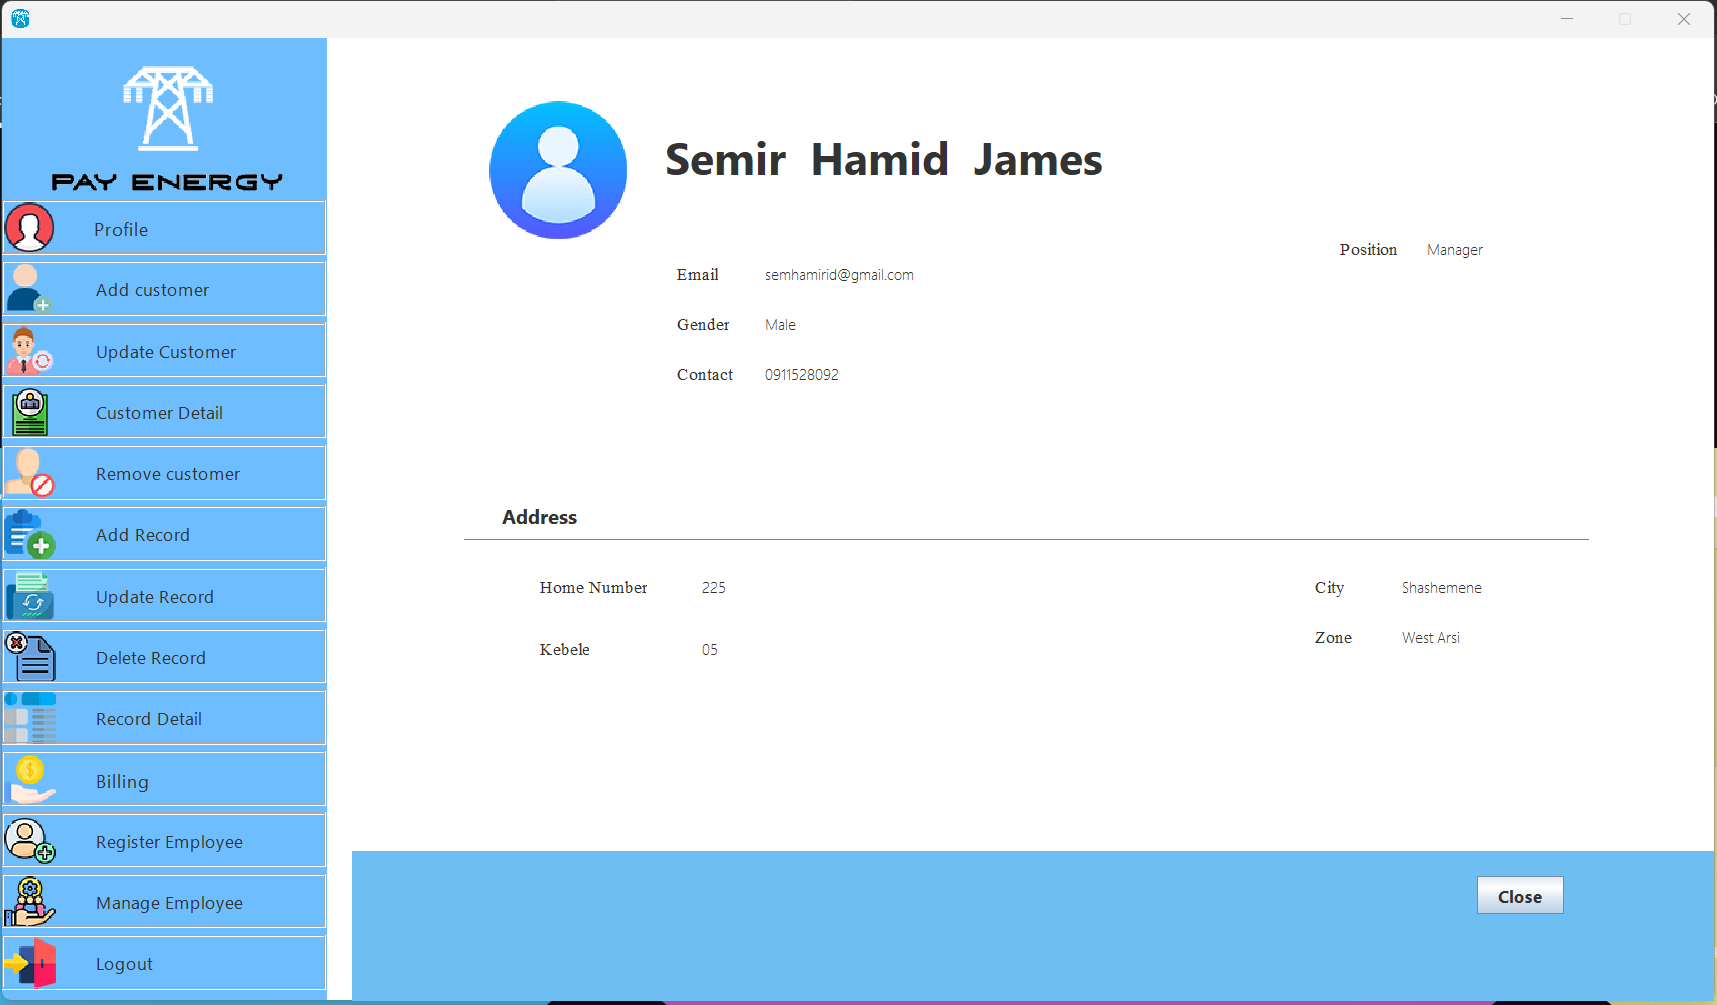 PAY ENERGY
Profile
Add customer
Update Customer
Customer Detail
Remove customer
Add Record
Update Record
Delete Record
Record Detail
Billing
Register Employee
Manage Employee
Logout
Semir Hamid James
Position Manager
Email semhamirid@gmail.com
Gender Male
Contact 0911528092
Address
Home Number 225 City Shashemene
Zone West Arsi
Kebele 05
Close